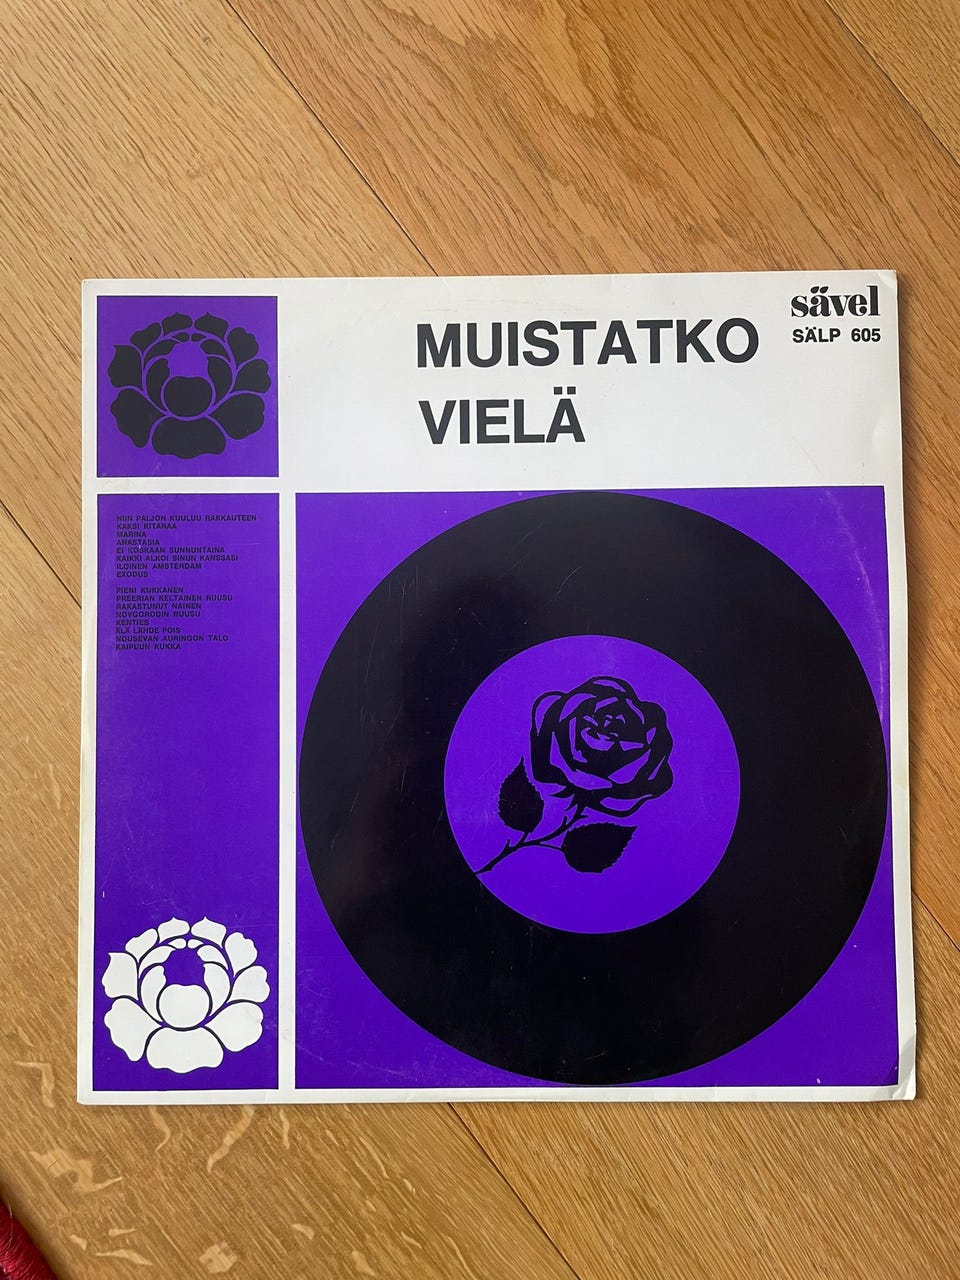 sävel
SÄLP 605
MUISTATKO
VIELÄ
NIIN PALJON KUULUU RAKKAUTEEN
KAKSI KITARAA
MARINA
ANASTASIA
EI KOSKAAN SUNNUNTAINA
KAIKKI ALKOI SINUN KANSSASI
ILOINEN AMSTERDAM
EXODUS
PIENI KUKKANEN
PREERIAN KELTAINEN RUUSU
RAKASTUNUT NAINEN
NOVGORODIN RUUSU
KENTIES
ÄLÄ LÄHDE POIS
NOUSEVAN AURINGON TALO
KAIPUUN KUKKA